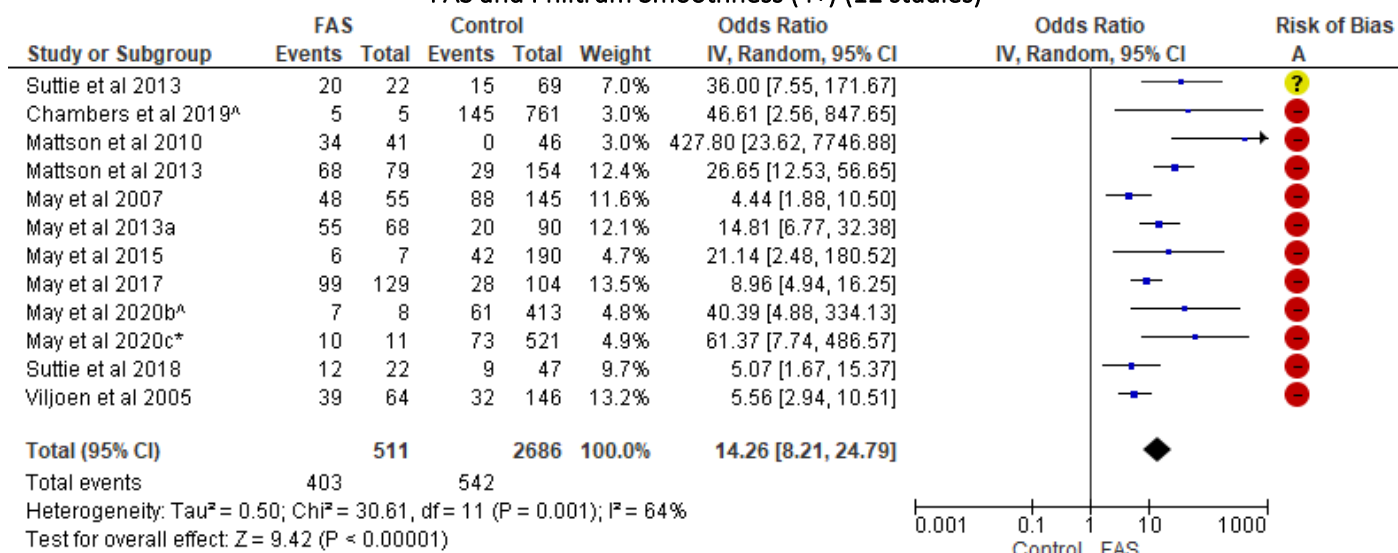 FAS Control Odds Ratio Odds Ratio Risk of Bias
Study or Subgroup Events Total Events Total Weight IV, Random, 95% CI IV, Random, 95% CI A
Suttie et al 2013 20 22 15 69 7.0% 36.00 [7.55, 171.67] ?
Chambers et al 2019^ 5 5 145 761 3.0% 46.61 [2.56, 847.65]
Mattson et al 2010 34 41 0 46 3.0% 427.80 [23.62, 7746.88]
Mattson et al 2013 68 79 29 154 12.4% 26.65 [12.53, 56.65]
May et al 2007 48 55 88 145 11.6% 4.44 [1.88, 10.50]
May et al 2013a 55 68 20 90 12.1% 14.81 [6.77, 32.38]
May et al 2015 6 7 42 190 4.7% 21.14 [2.48, 180.52]
May et al 2017 99 129 28 104 13.5% 8.96 [4.94, 16.25]
May et al 2020b^ 7 8 61 413 4.8% 40.39 [4.88, 334.13]
May et al 2020c* 10 11 73 521 4.9% 61.37 [7.74, 486.57]
Suttie et al 2018 12 22 9 47 9.7% 5.07 [1.67, 15.37]
Viljoen et al 2005 39 64 32 146 13.2% 5.56 [2.94, 10.51]
Total (95% CI) 511 2686 100.0% 14.26 [8.21, 24.79]
Total events 403 542
Heterogeneity: Tau² = 0.50; Chi² = 30.61, df = 11 (P = 0.001); I² = 64%
Test for overall effect: Z = 9.42 (P < 0.00001)
0.001 0.1 1 10 1000
Control FAS